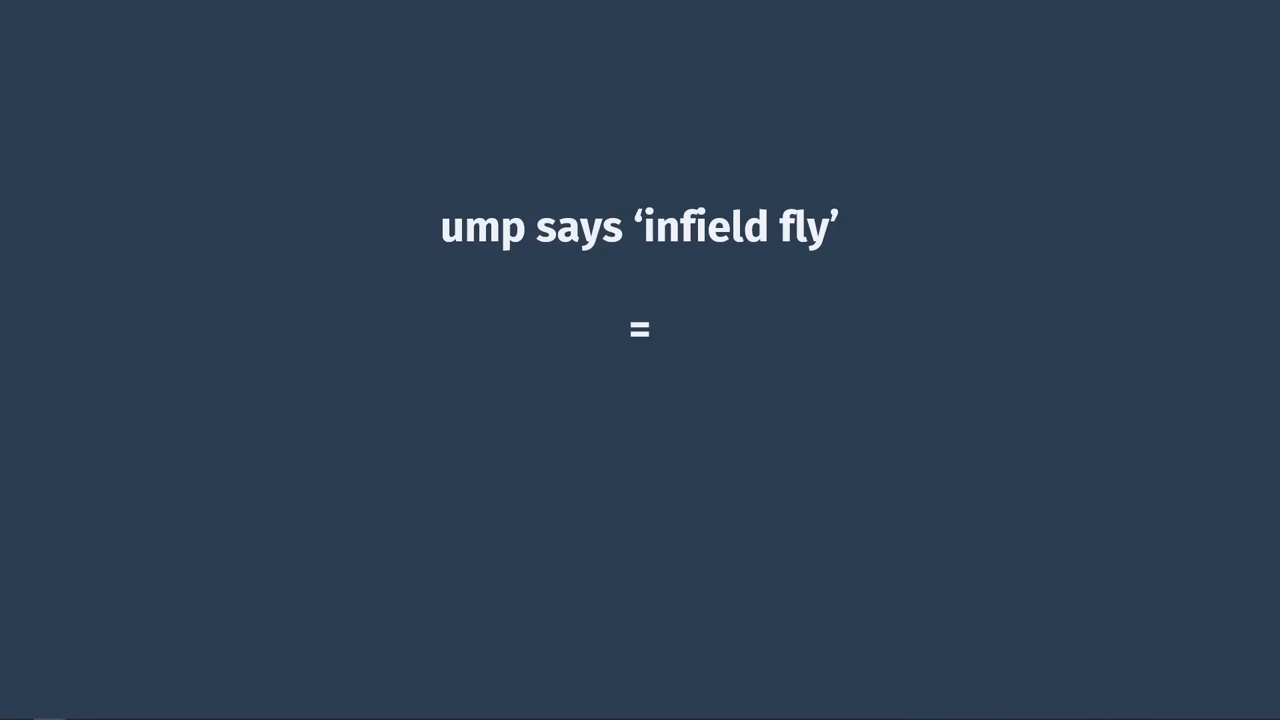 ump says ‘infield fly’
=